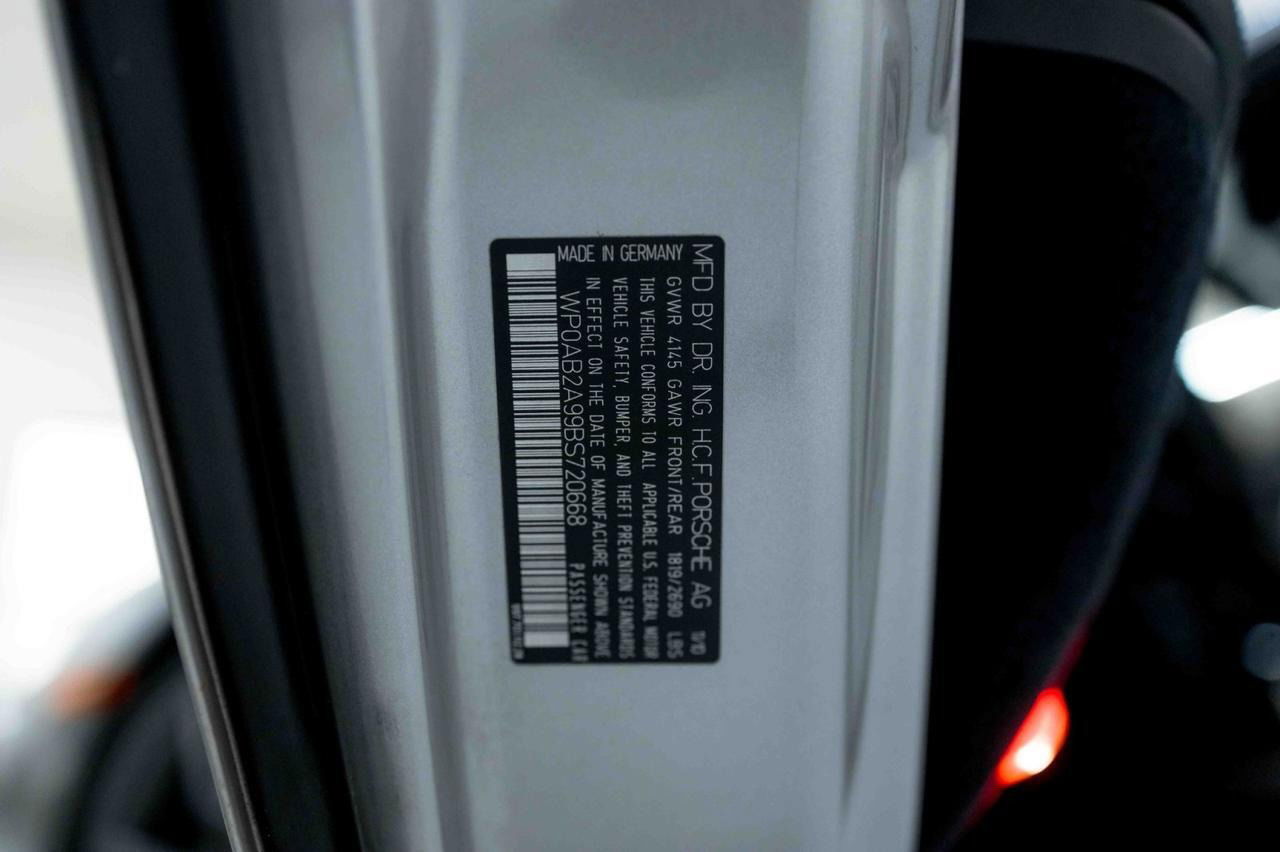 MFD BY DR. ING. H.C.F. PORSCHE AG 11/10
GVWR 4145 GAWR FRONT/REAR 1819/2690 LBS
THIS VEHICLE CONFORMS TO ALL APPLICABLE U.S. FEDERAL MOTOR
VEHICLE SAFETY, BUMPER, AND THEFT PREVENTION STANDARDS
IN EFFECT ON THE DATE OF MANUFACTURE SHOWN ABOVE
WP0AB2A99BS720668 PASSENGER CAR
MADE IN GERMANY